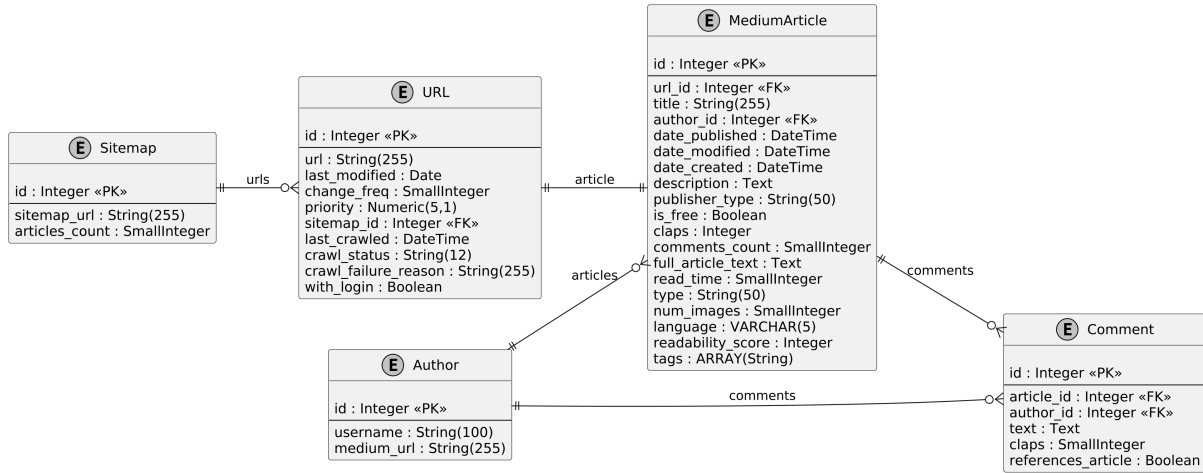 E Sitemap
id : Integer «PK»
sitemap_url : String(255)
articles_count : SmallInteger
urls
E URL
id : Integer «PK»
url : String(255)
last_modified : Date
change_freq : SmallInteger
priority : Numeric(5,1)
sitemap_id : Integer «FK»
last_crawled : DateTime
crawl_status : String(12)
crawl_failure_reason : String(255)
with_login : Boolean
article
E MediumArticle
id : Integer «PK»
url_id : Integer «FK»
title : String(255)
author_id : Integer «FK»
date_published : DateTime
date_modified : DateTime
date_created : DateTime
description : Text
publisher_type : String(50)
is_free : Boolean
claps : Integer
comments_count : SmallInteger
full_article_text : Text
read_time : SmallInteger
type : String(50)
num_images : SmallInteger
language : VARCHAR(5)
readability_score : Integer
tags : ARRAY(String)
articles
comments
E Author
id : Integer «PK»
username : String(100)
medium_url : String(255)
comments
E Comment
id : Integer «PK»
article_id : Integer «FK»
author_id : Integer «FK»
text : Text
claps : SmallInteger
references_article : Boolean